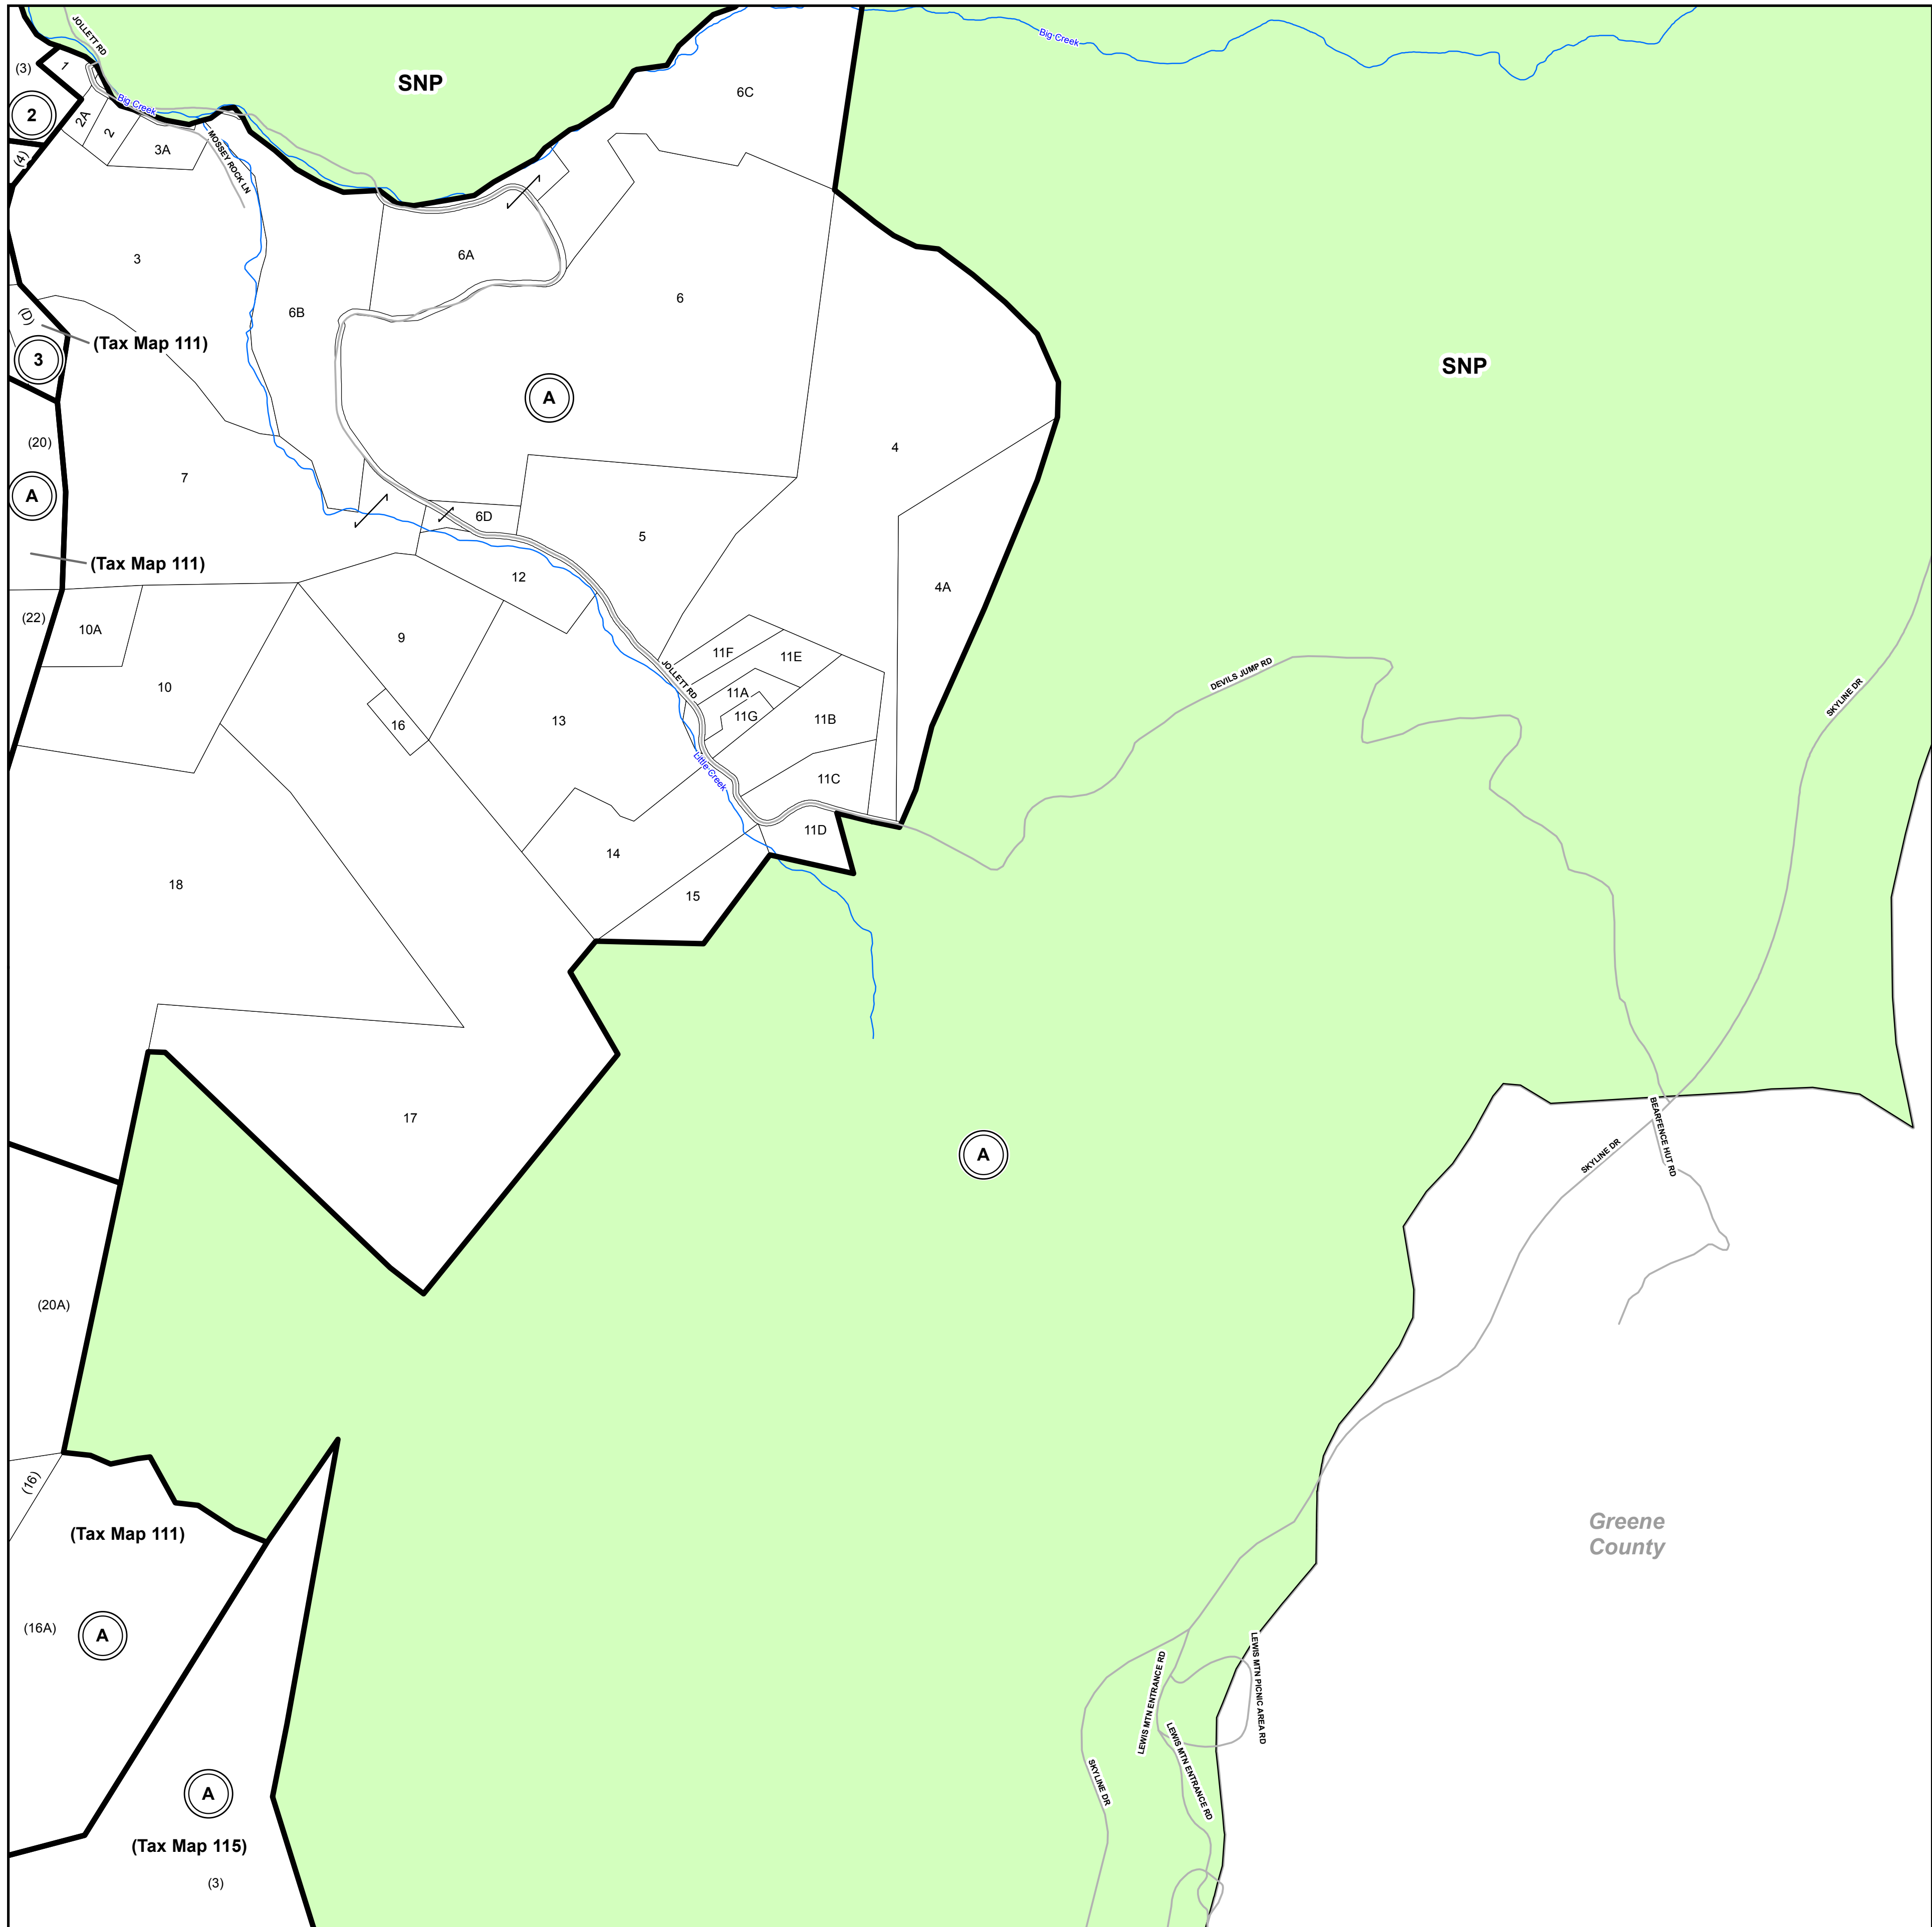 JOLLETT RD
(3)
1
SNP
Big Creek
6C
2
Big Creek
2A
2
3A
MOSSEY ROCK LN
(4)
3
6A
6B
6
(D)
(Tax Map 111)
3
SNP
A
4
(20)
7
A
6D
5
(Tax Map 111)
12
4A
(22)
10A
9
11F
11E
JOLLETT RD
DEVILS JUMP RD
10
11A
SKYLINE DR
16
13
11G
11B
Little Creek
11C
11D
14
18
15
17
BEARFENCE HUT RD
A
SKYLINE DR
(20A)
(16)
(Tax Map 111)
Greene
County
(16A)
A
LEWIS MTN ENTRANCE RD
LEWIS MTN PICNIC AREA RD
LEWIS MTN ENTRANCE RD
SKYLINE DR
A
(Tax Map 115)
(3)